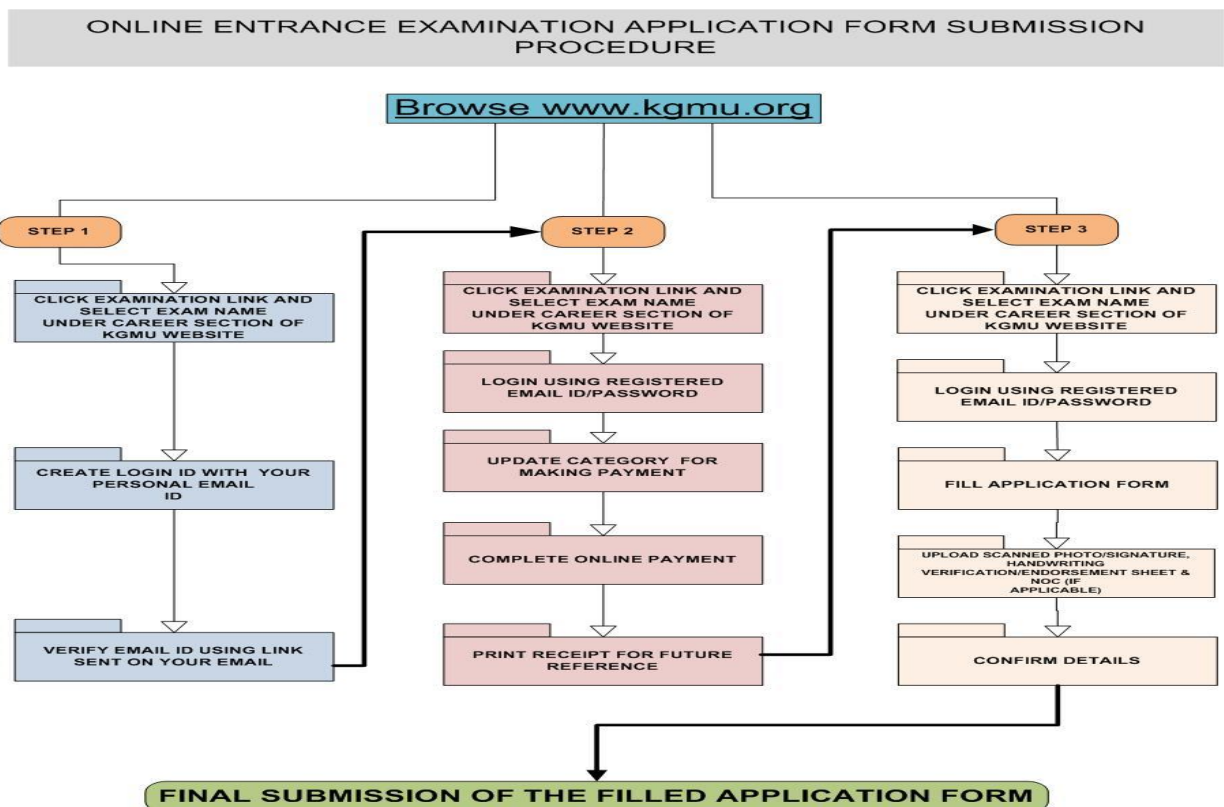 ONLINE ENTRANCE EXAMINATION APPLICATION FORM SUBMISSION
PROCEDURE
Browse www.kgmu.org
STEP 1
CLICK EXAMINATION LINK AND
SELECT EXAM NAME
UNDER CAREER SECTION OF
KGMU WEBSITE
CREATE LOGIN ID WITH YOUR
PERSONAL EMAIL
ID
VERIFY EMAIL ID USING LINK
SENT ON YOUR EMAIL
STEP 2
CLICK EXAMINATION LINK AND
SELECT EXAM NAME
UNDER CAREER SECTION OF
KGMU WEBSITE
LOGIN USING REGISTERED
EMAIL ID/PASSWORD
UPDATE CATEGORY FOR
MAKING PAYMENT
COMPLETE ONLINE PAYMENT
PRINT RECEIPT FOR FUTURE
REFERENCE
STEP 3
CLICK EXAMINATION LINK AND
SELECT EXAM NAME
UNDER CAREER SECTION OF
KGMU WEBSITE
LOGIN USING REGISTERED
EMAIL ID/PASSWORD
FILL APPLICATION FORM
UPLOAD SCANNED PHOTO/SIGNATURE,
HANDWRITING
VERIFICATION/ENDORSEMENT SHEET &
NOC (IF
APPLICABLE)
CONFIRM DETAILS
FINAL SUBMISSION OF THE FILLED APPLICATION FORM